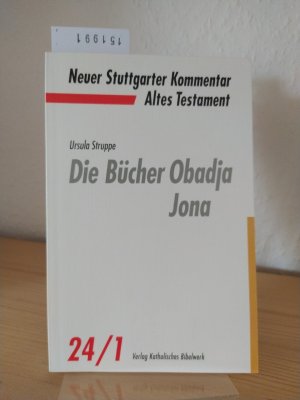 151991
Neuer Stuttgarter Kommentar
Altes Testament
Ursula Struppe
Die Bücher Obadja
Jona
24/1
Verlag Katholisches Bibelwerk